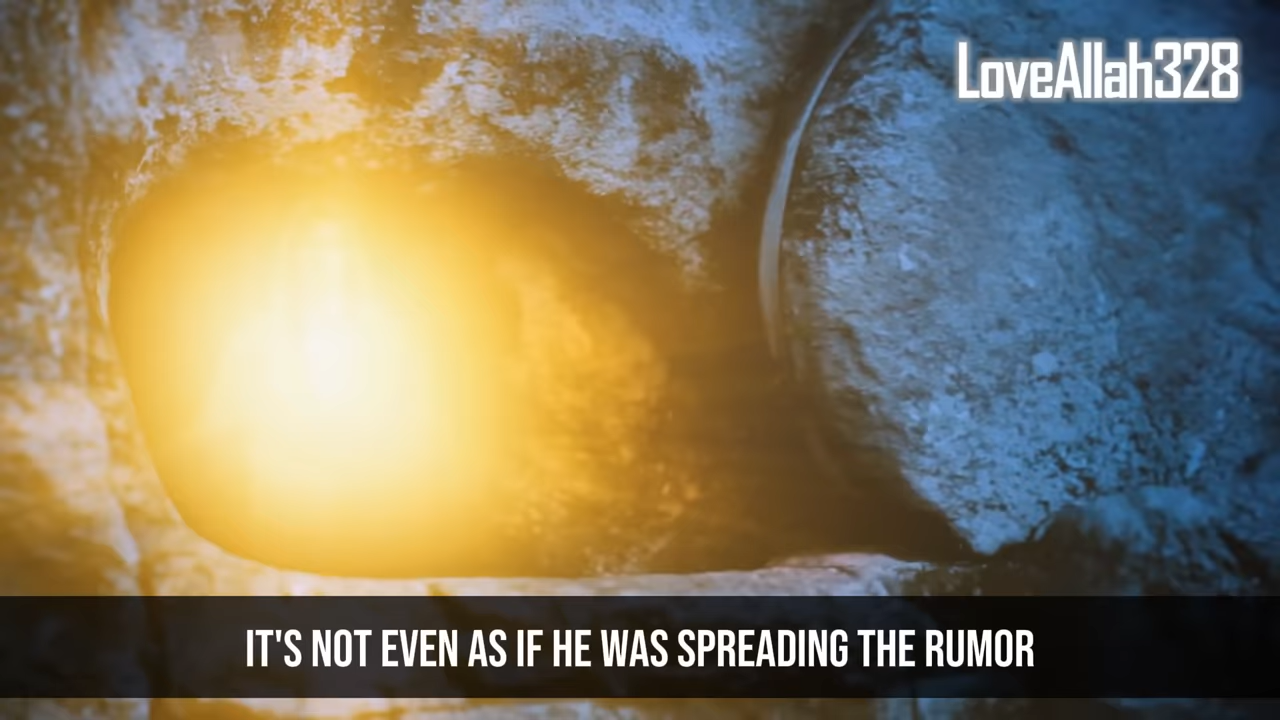 LoveAllah328
IT'S NOT EVEN AS IF HE WAS SPREADING THE RUMOR